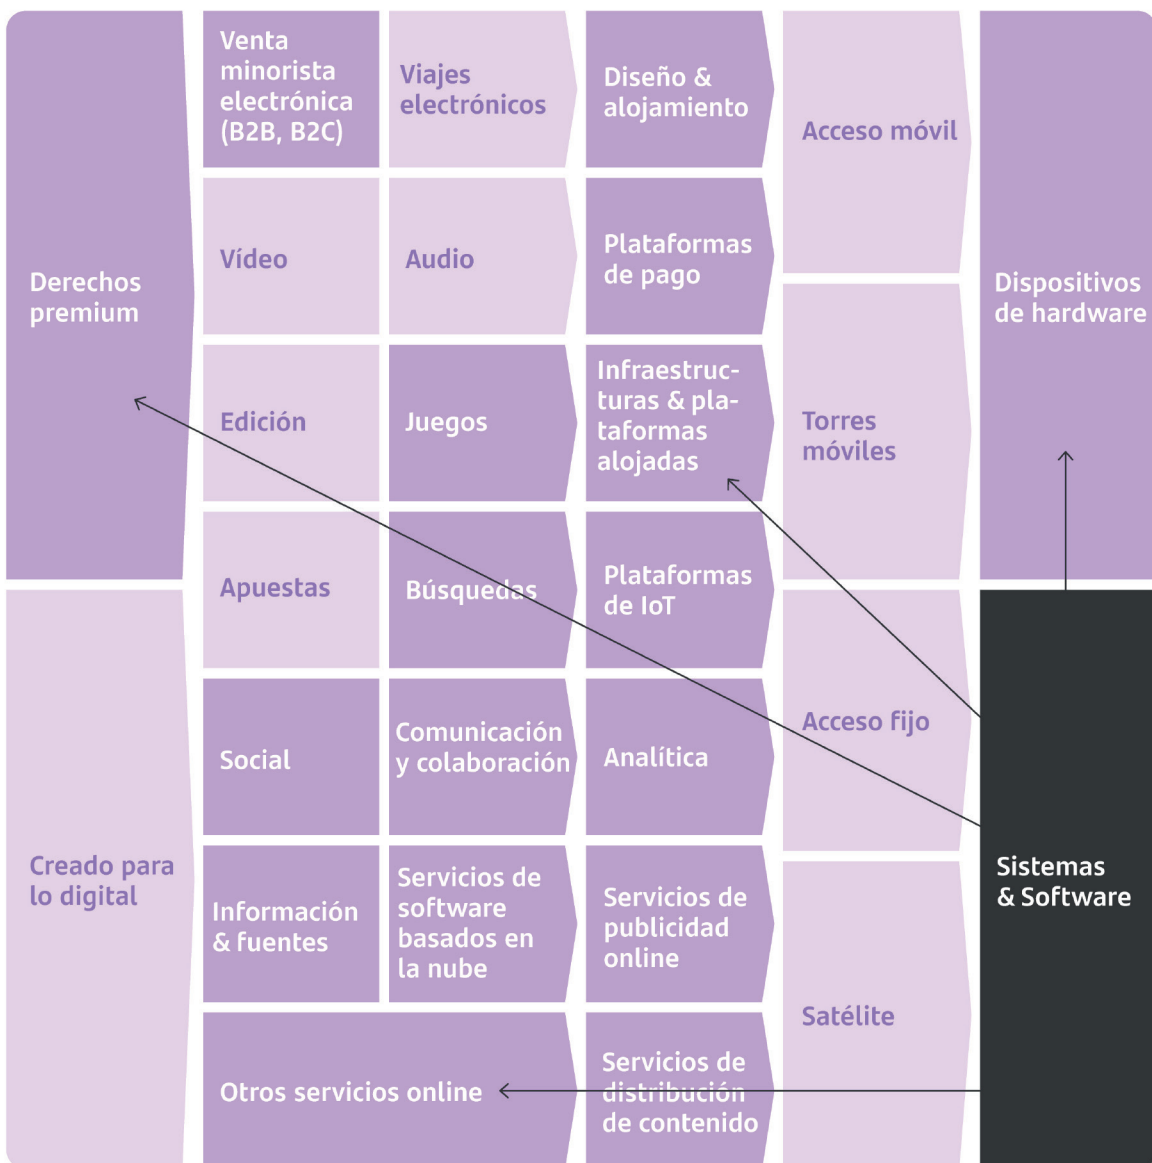 Derechos
premium
Creado para
lo digital
Venta
minorista
electrónica
(B2B, B2C)
Viajes
electrónicos
Vídeo
Audio
Edición
Juegos
Apuestas
Búsquedas
Social
Comunicación
y colaboración
Información
& fuentes
Servicios de
software
basados en
la nube
Otros servicios online
Diseño &
alojamiento
Plataformas
de pago
Infraestruc-
turas & pla-
taformas
alojadas
Plataformas
de IoT
Analítica
Servicios de
publicidad
online
Servicios de
distribución
de contenido
Acceso móvil
Torres
móviles
Acceso fijo
Satélite
Dispositivos
de hardware
Sistemas
& Software